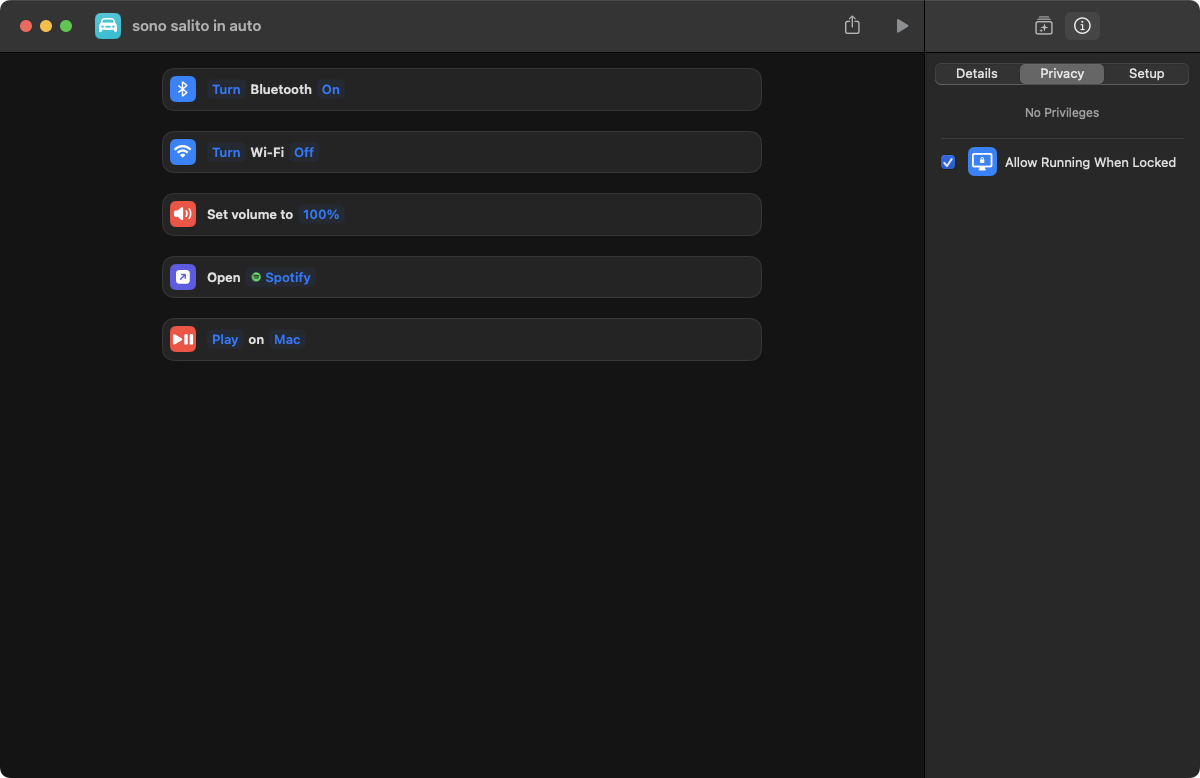 sono salito in auto
Turn Bluetooth On
Turn Wi-Fi Off
Set volume to 100%
Open Spotify
Play on Mac
Details Privacy Setup
No Privileges
Allow Running When Locked